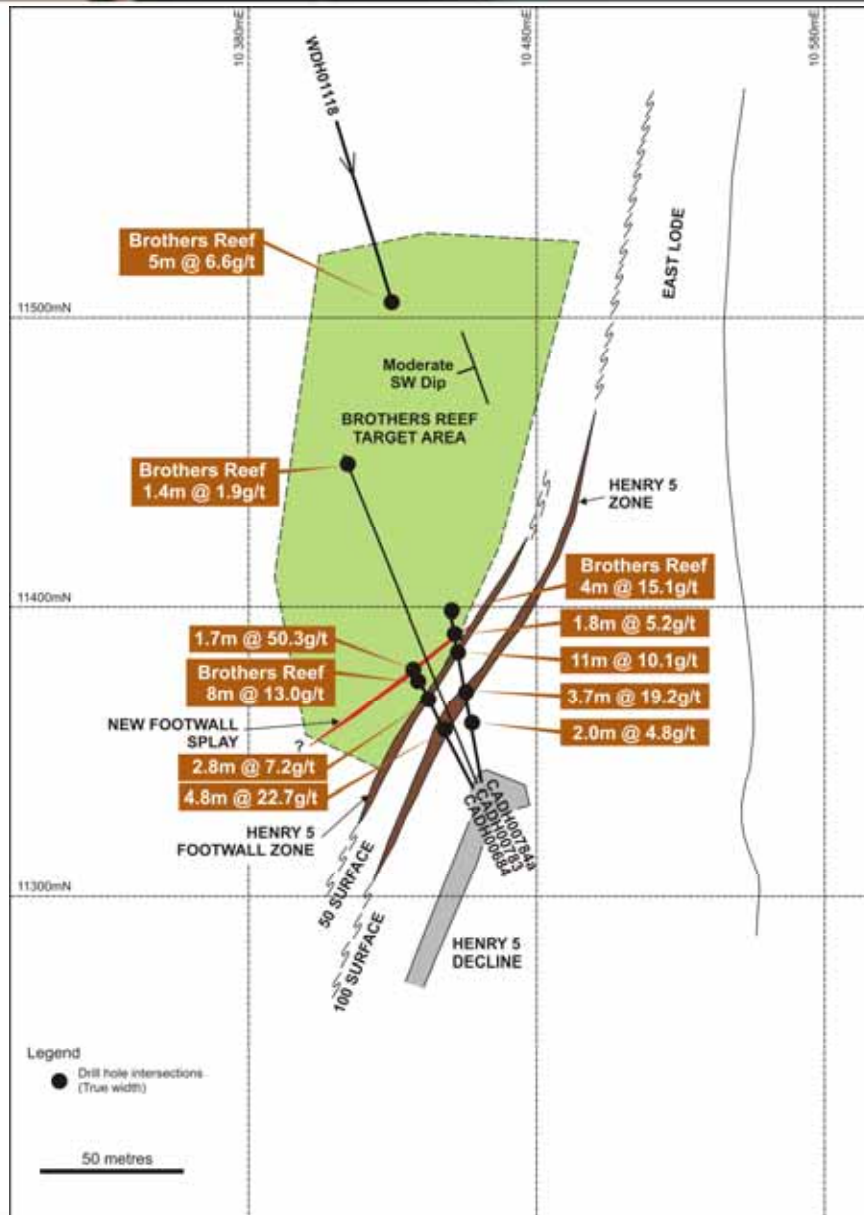 10 380mE
10 480mE
10 580mE
WDH01118
Brothers Reef
5m @ 6.6g/t
EAST LODE
11500mN
Moderate
SW Dip
BROTHERS REEF
TARGET AREA
Brothers Reef
1.4m @ 1.9g/t
HENRY 5
ZONE
Brothers Reef
4m @ 15.1g/t
11400mN
1.7m @ 50.3g/t
1.8m @ 5.2g/t
11m @ 10.1g/t
Brothers Reef
8m @ 13.0g/t
3.7m @ 19.2g/t
NEW FOOTWALL
SPLAY
?
2.0m @ 4.8g/t
2.8m @ 7.2g/t
4.8m @ 22.7g/t
CADH00784a
CADH00783
CADH00684
HENRY 5
FOOTWALL ZONE
11300mN
50 SURFACE
100 SURFACE
HENRY 5
DECLINE
Legend
Drill hole intersections
(True width)
50 metres